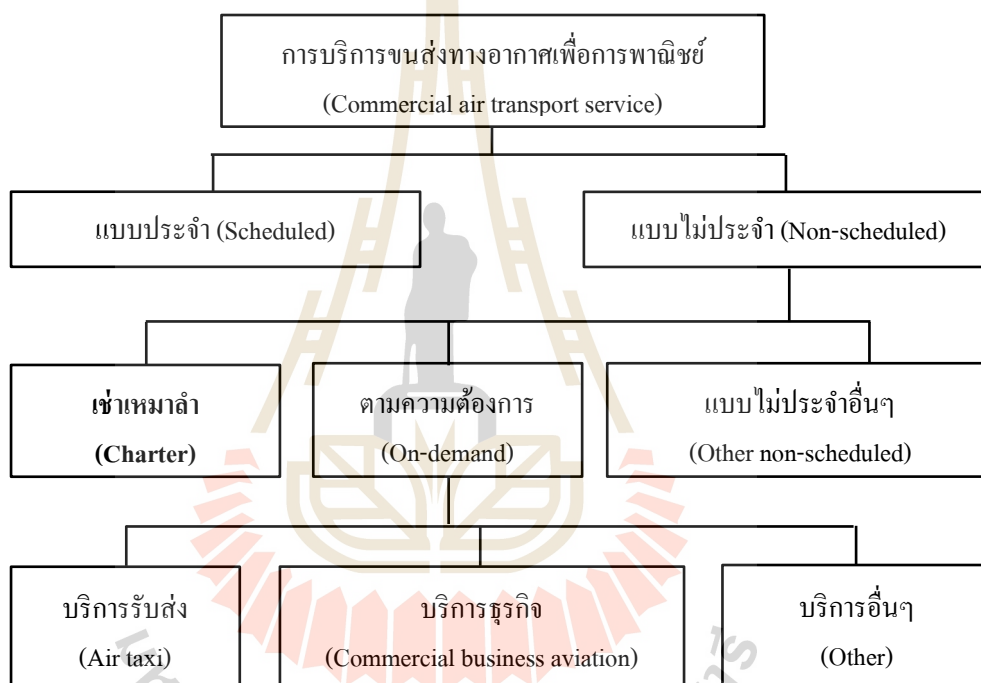 การบริการขนส่งทางอากาศเพื่อการพาณิชย์
(Commercial air transport service)
แบบประจำ (Scheduled)
แบบไม่ประจำ (Non-scheduled)
เช่าเหมาลำ
(Charter)
ตามความต้องการ
(On-demand)
แบบไม่ประจำอื่นๆ
(Other non-scheduled)
บริการรับส่ง
(Air taxi)
บริการธุรกิจ
(Commercial business aviation)
บริการอื่นๆ
(Other)